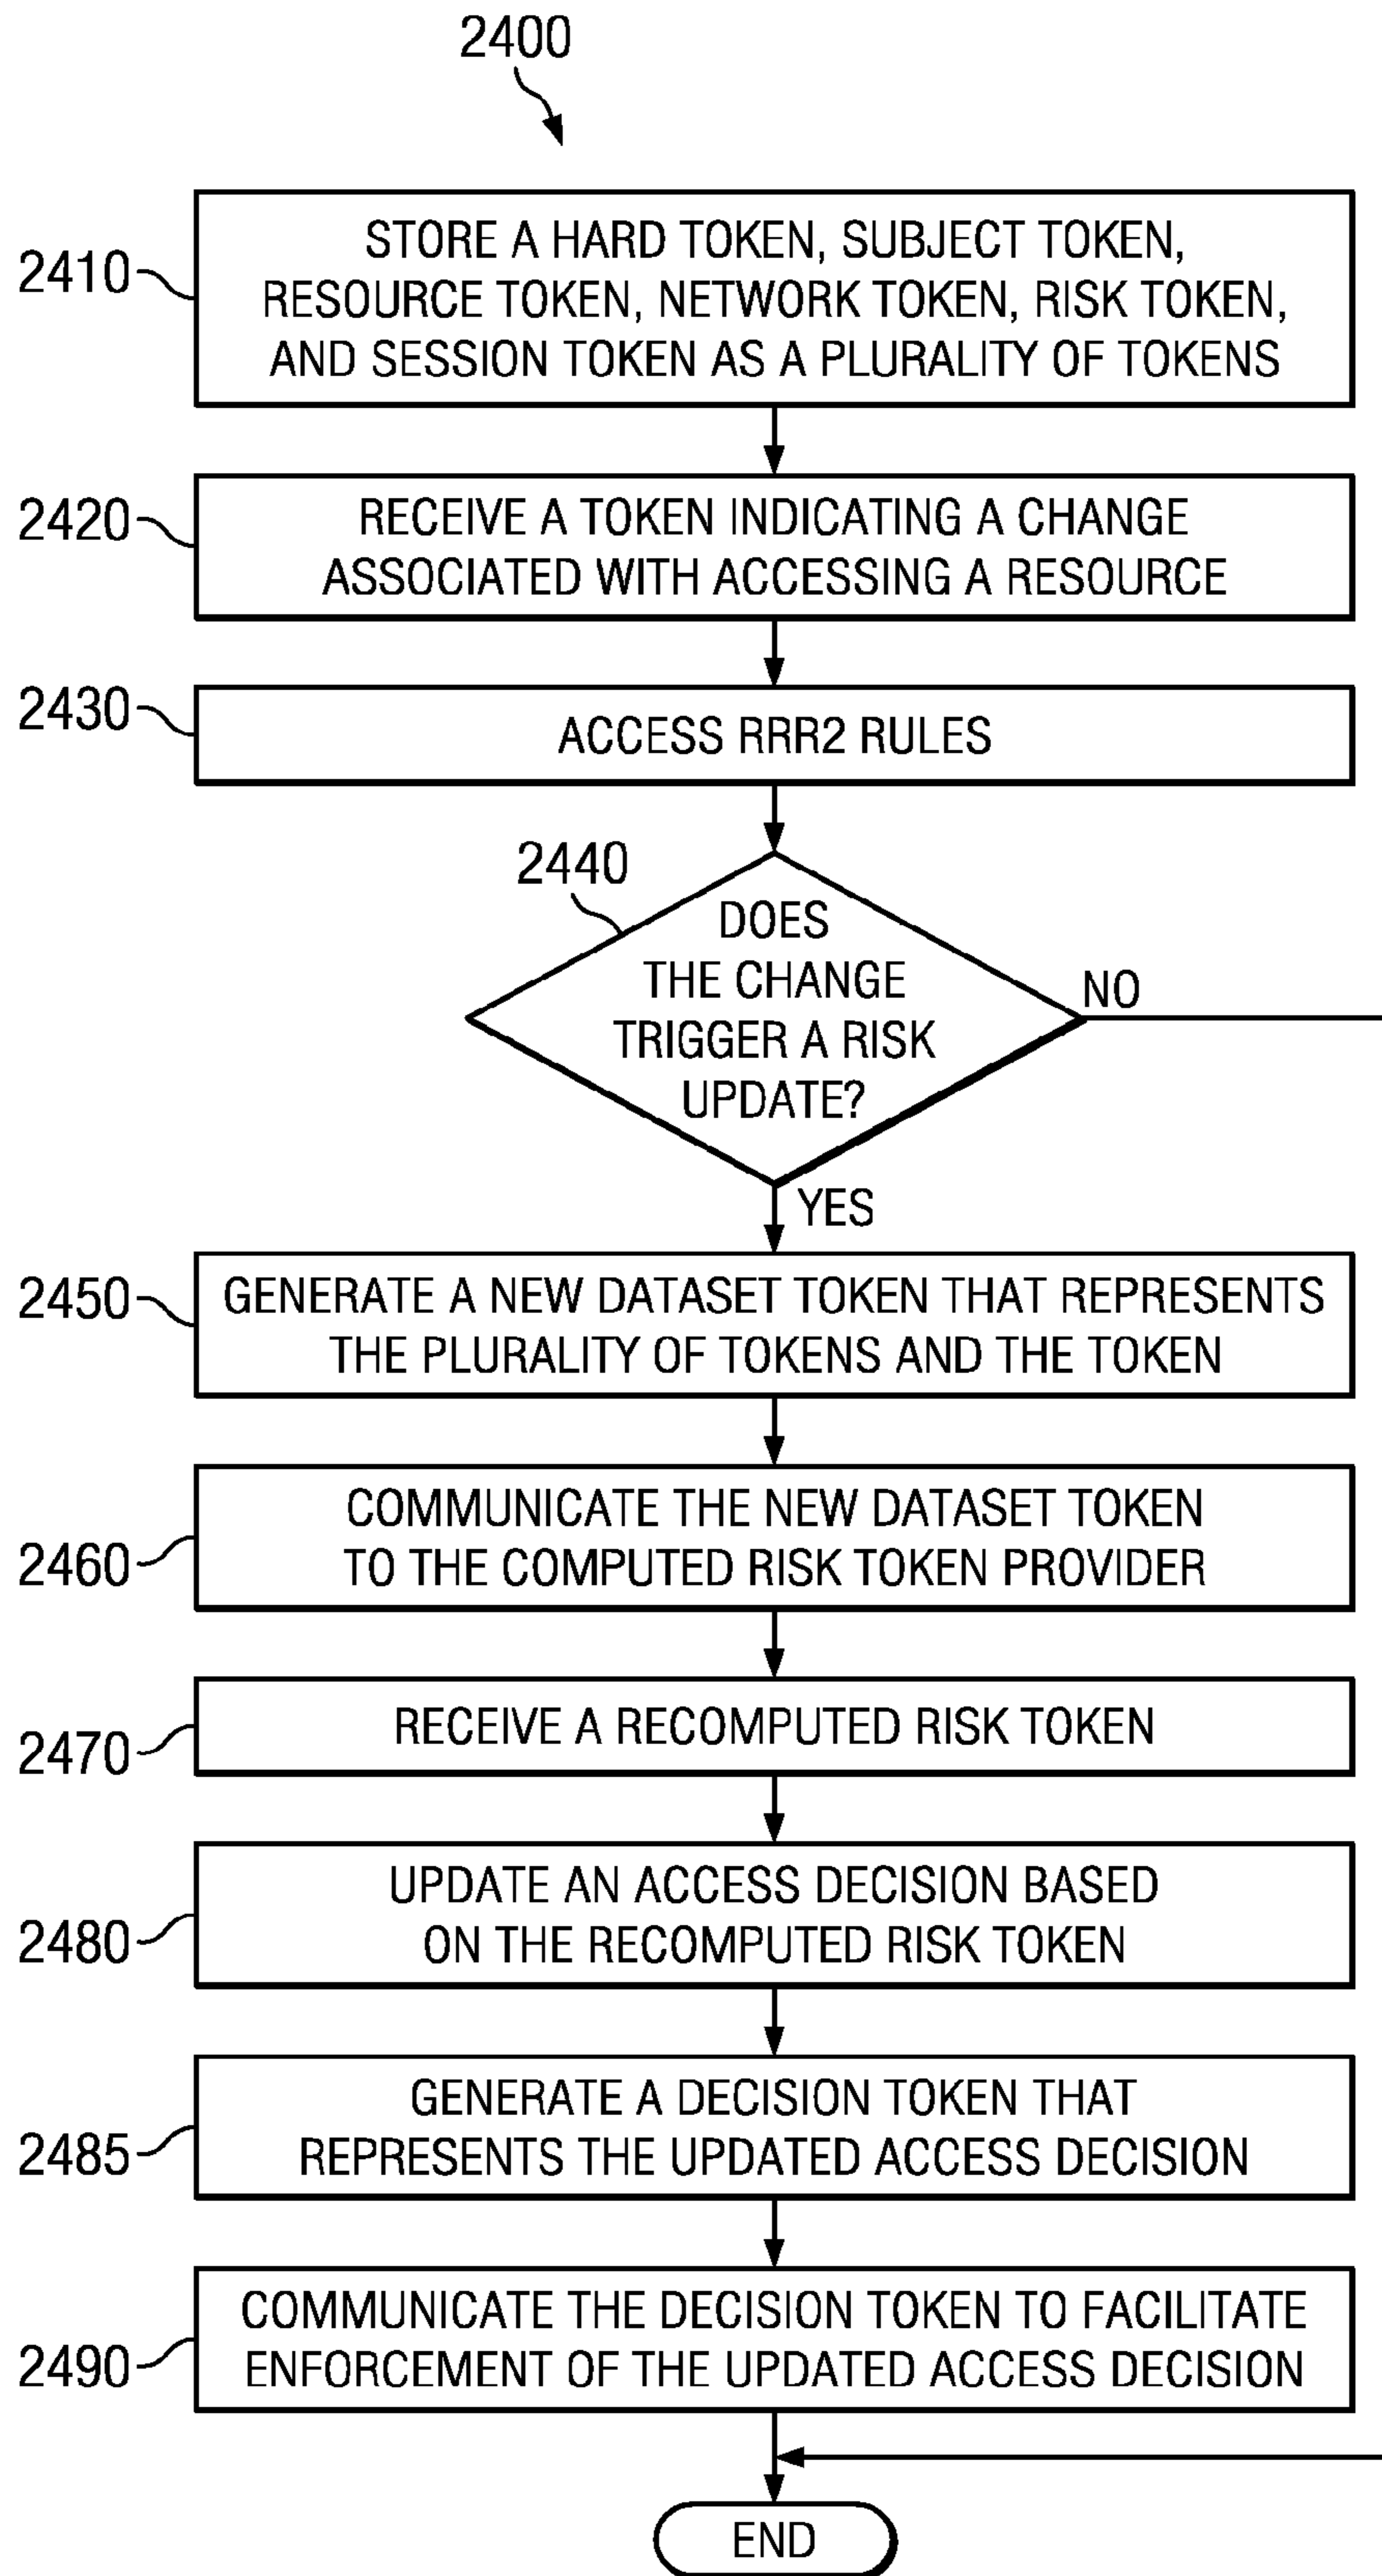 2400
2410
STORE A HARD TOKEN, SUBJECT TOKEN,
RESOURCE TOKEN, NETWORK TOKEN, RISK TOKEN,
AND SESSION TOKEN AS A PLURALITY OF TOKENS
2420
RECEIVE A TOKEN INDICATING A CHANGE
ASSOCIATED WITH ACCESSING A RESOURCE
2430
ACCESS RRR2 RULES
2440
DOES
THE CHANGE
TRIGGER A RISK
UPDATE?
NO
YES
2450
GENERATE A NEW DATASET TOKEN THAT REPRESENTS
THE PLURALITY OF TOKENS AND THE TOKEN
2460
COMMUNICATE THE NEW DATASET TOKEN
TO THE COMPUTED RISK TOKEN PROVIDER
2470
RECEIVE A RECOMPUTED RISK TOKEN
2480
UPDATE AN ACCESS DECISION BASED
ON THE RECOMPUTED RISK TOKEN
2485
GENERATE A DECISION TOKEN THAT
REPRESENTS THE UPDATED ACCESS DECISION
2490
COMMUNICATE THE DECISION TOKEN TO FACILITATE
ENFORCEMENT OF THE UPDATED ACCESS DECISION
END